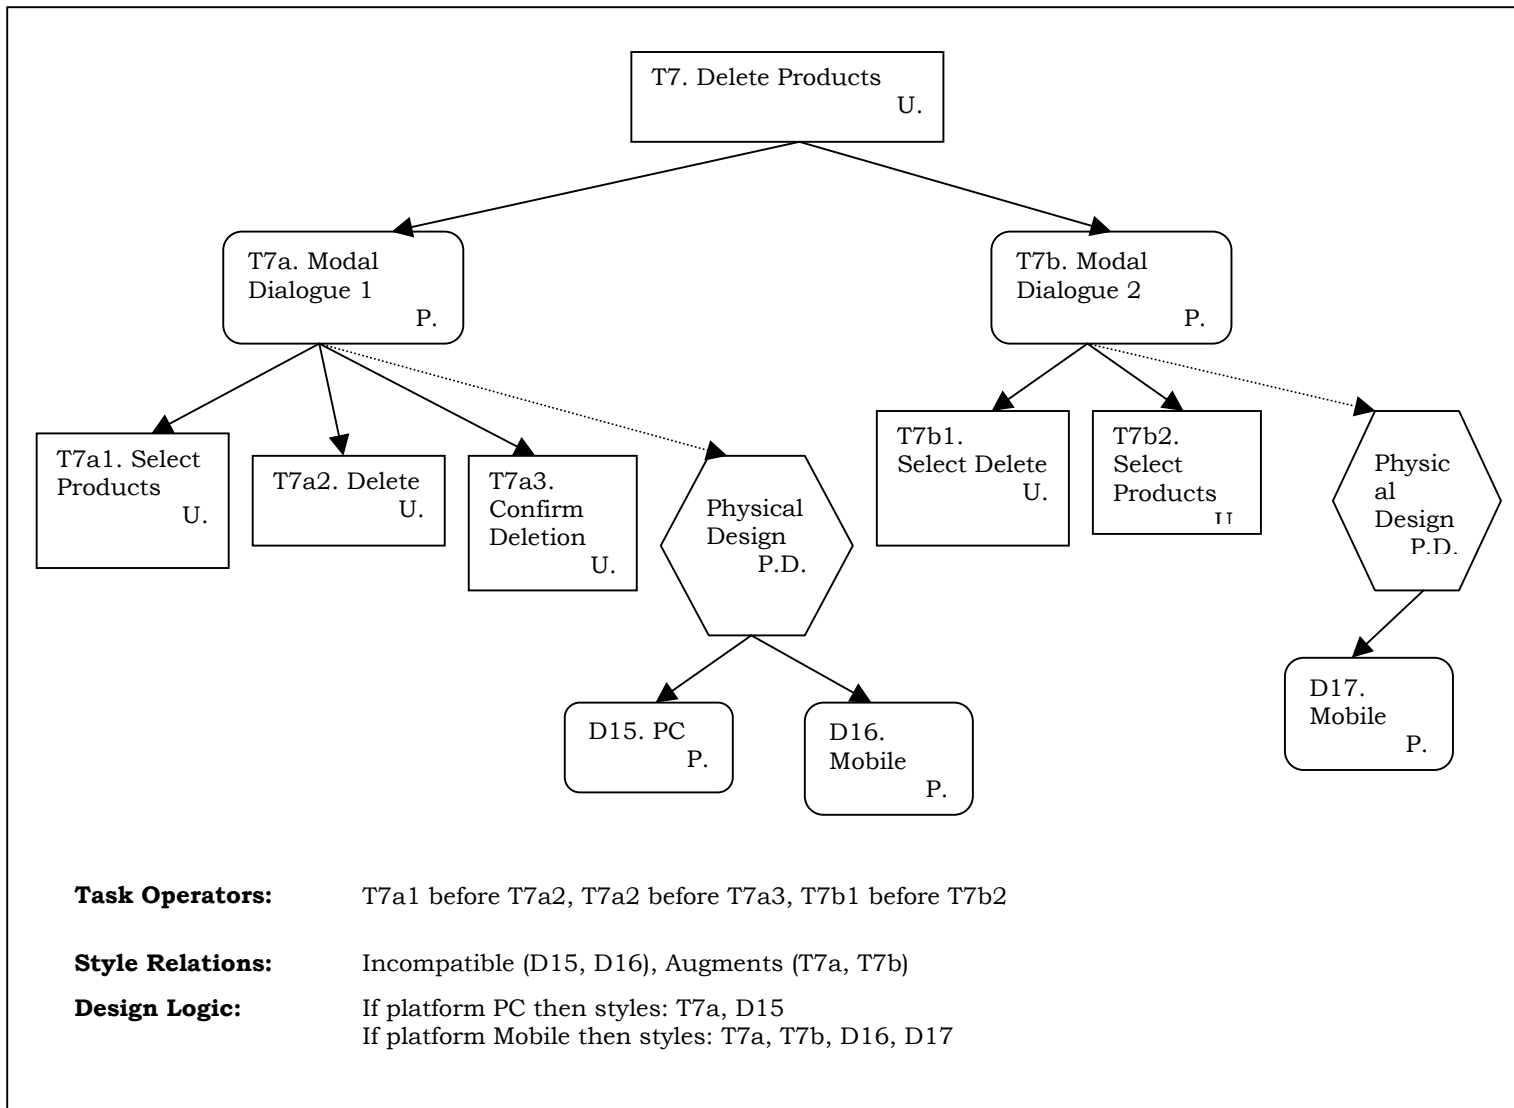 T7. Delete Products
U.
T7a. Modal
Dialogue 1
P.
T7b. Modal
Dialogue 2
P.
T7a1. Select
Products
U.
T7a2. Delete
U.
T7a3.
Confirm
Deletion
U.
Physical
Design
P.D.
T7b1.
Select Delete
U.
T7b2.
Select
Products
U
Physic
al
Design
P.D.
D15. PC
P.
D16.
Mobile
P.
D17.
Mobile
P.
Task Operators: T7a1 before T7a2, T7a2 before T7a3, T7b1 before T7b2
Style Relations: Incompatible (D15, D16), Augments (T7a, T7b)
Design Logic: If platform PC then styles: T7a, D15
If platform Mobile then styles: T7a, T7b, D16, D17